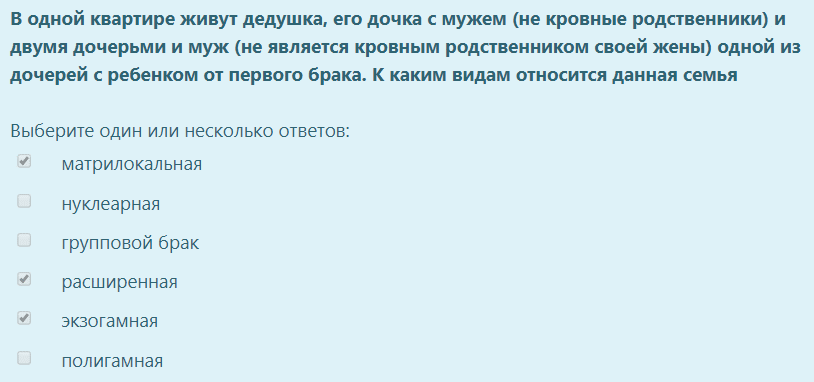 В одной квартире живут дедушка, его дочка с мужем (не кровные родственники) и
двумя дочерьми и муж (не является кровным родственником своей жены) одной из
дочерей с ребенком от первого брака. К каким видам относится данная семья
Выберите один или несколько ответов:
матрилокальная
нуклеарная
групповой брак
расширенная
экзогамная
полигамная